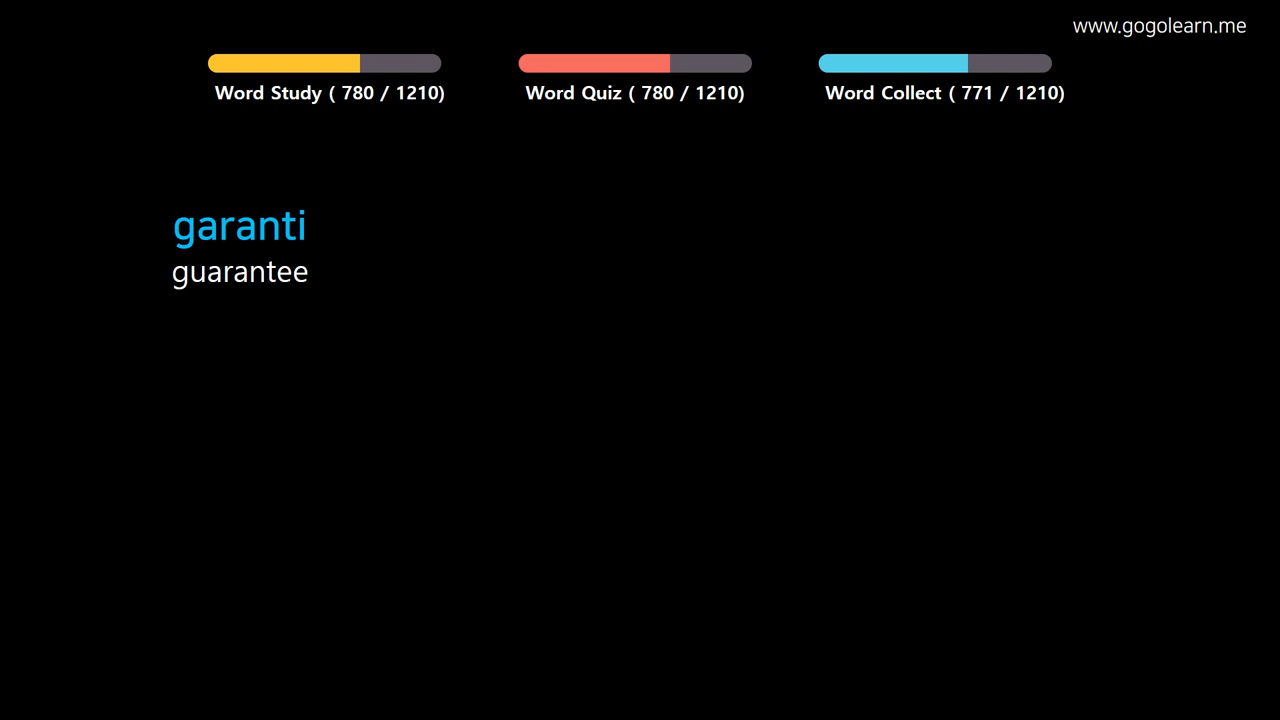 www.gogolearn.me
Word Study ( 780 / 1210)
Word Quiz ( 780 / 1210)
Word Collect ( 771 / 1210)
garanti
guarantee